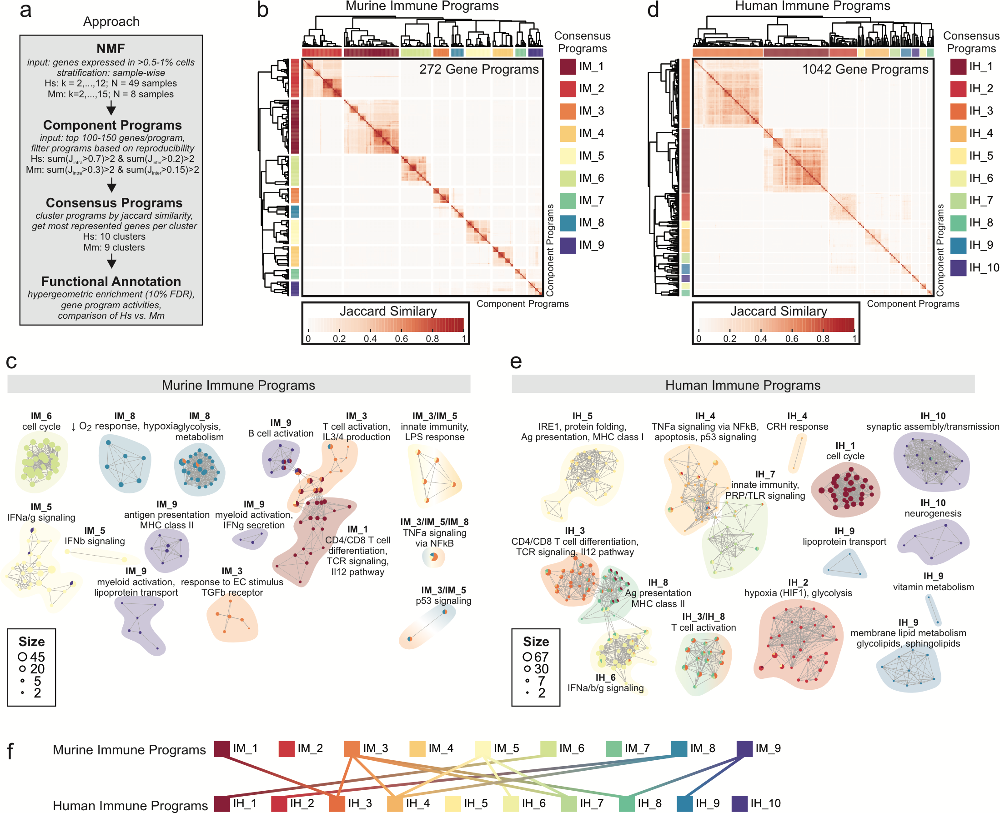 a
Approach
NMF
input: genes expressed in >0.5-1% cells
stratification: sample-wise
Hs: k = 2,...,12; N = 49 samples
Mm: k=2,...,15; N = 8 samples
Component Programs
input: top 100-150 genes/program,
filter programs based on reproducibility
Hs: sum(Jintra>0.7)>2 & sum(Jinter>0.2)>2
Mm: sum(Jintra>0.3)>2 & sum(Jinter>0.15)>2
Consensus Programs
cluster programs by jaccard similarity,
get most represented genes per cluster
Hs: 10 clusters
Mm: 9 clusters
Functional Annotation
hypergeometric enrichment (10% FDR),
gene program activities,
comparison of Hs vs. Mm
b
Murine Immune Programs
272 Gene Programs
Consensus
Programs
IM_1
IM_2
IM_3
IM_4
IM_5
IM_6
IM_7
IM_8
IM_9
Component Programs
Component Programs
Jaccard Similary
0 0.2 0.4 0.6 0.8 1
d
Human Immune Programs
1042 Gene Programs
Consensus
Programs
IH_1
IH_2
IH_3
IH_4
IH_5
IH_6
IH_7
IH_8
IH_9
IH_10
Component Programs
Component Programs
Jaccard Similary
0 0.2 0.4 0.6 0.8 1
c
Murine Immune Programs
IM_6
cell cycle
IM_8
↓ O2 response, hypoxia
IM_8
glycolysis,
metabolism
IM_9
B cell activation
IM_3
T cell activation,
IL3/4 production
IM_3/IM_5
innate immunity,
LPS response
IM_5
IFNa/g signaling
IM_5
IFNb signaling
IM_9
antigen presentation
MHC class II
IM_9
myeloid activation,
IFNg secretion
IM_1
CD4/CD8 T cell
differentiation,
TCR signaling,
Il12 pathway
IM_3/IM_5/IM_8
TNFa signaling
via NFkB
IM_9
myeloid activation,
lipoprotein transport
IM_3
response to EC stimulus
TGFb receptor
IM_3/IM_5
p53 signaling
Size
45
20
5
2
e
Human Immune Programs
IH_5
IRE1, protein folding,
Ag presentation, MHC class I
IH_4
TNFa signaling via NFkB,
apoptosis, p53 signaling
IH_4
CRH response
IH_1
cell cycle
IH_10
synaptic assembly/transmission
IH_7
innate immunity,
PRP/TLR signaling
IH_10
neurogenesis
IH_3
CD4/CD8 T cell differentiation,
TCR signaling, Il12 pathway
IH_9
lipoprotein transport
IH_8
Ag presentation
MHC class II
IH_2
hypoxia (HIF1), glycolysis
IH_9
vitamin metabolism
IH_3/IH_8
T cell activation
IH_9
membrane lipid metabolism
glycolipids, sphingolipids
IH_6
IFNa/b/g signaling
Size
67
30
7
2
f
Murine Immune Programs IM_1 IM_2 IM_3 IM_4 IM_5 IM_6 IM_7 IM_8 IM_9
Human Immune Programs IH_1 IH_2 IH_3 IH_4 IH_5 IH_6 IH_7 IH_8 IH_9 IH_10